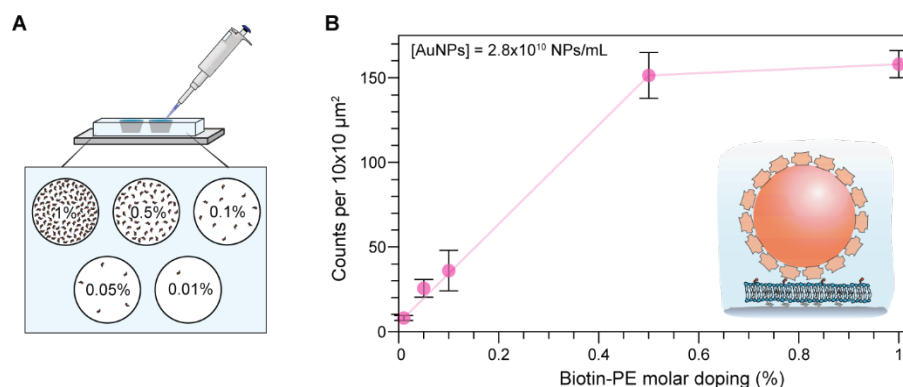 A
1%
0.5%
0.1%
0.05%
0.01%
B
[AuNPs] = 2.8x10¹⁰ NPs/mL
150
100
50
0
Counts per 10x10 µm²
0 0.2 0.4 0.6 0.8 1
Biotin-PE molar doping (%)